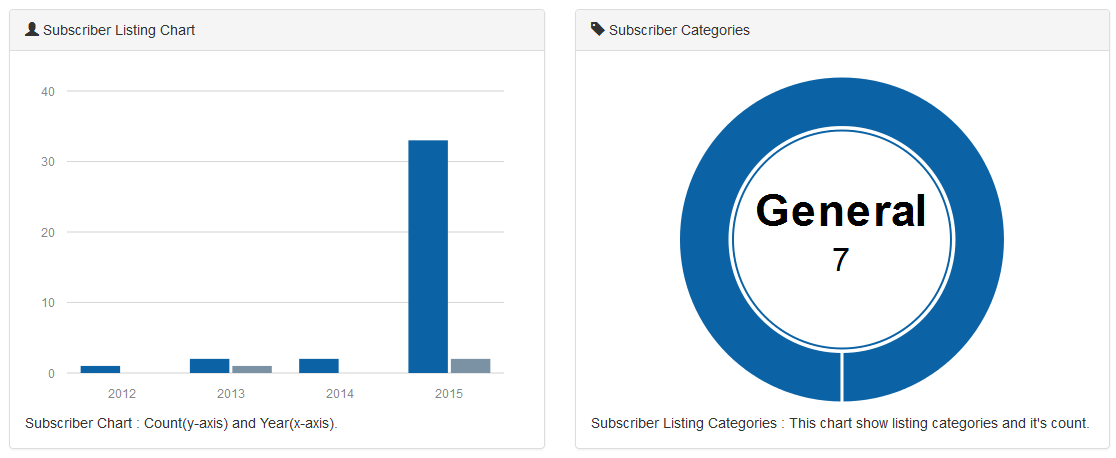 Subscriber Listing Chart
40
30
20
10
0
2012 2013 2014 2015
Subscriber Chart : Count(y-axis) and Year(x-axis).
Subscriber Categories
General
7
Subscriber Listing Categories : This chart show listing categories and it's count.